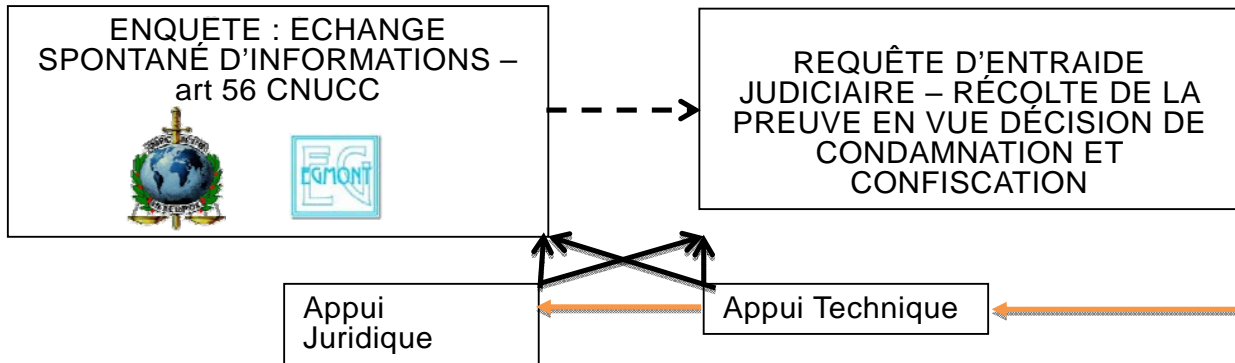 ENQUÊTE : ECHANGE
SPONTANÉ D'INFORMATIONS –
art 56 CNUCC
EGMONT
REQUÊTE D'ENTRAIDE
JUDICIAIRE – RÉCOLTE DE LA
PREUVE EN VUE DÉCISION DE
CONDAMNATION ET
CONFISCATION
Appui
Juridique
Appui Technique